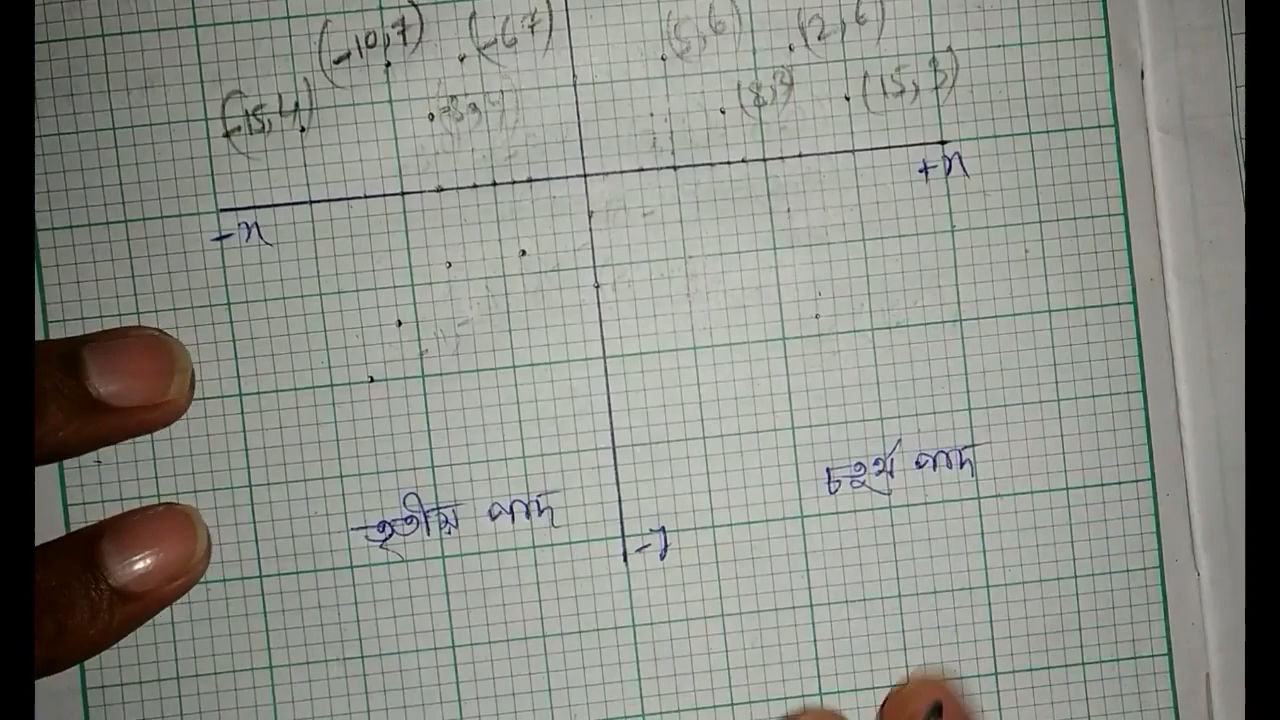 (-10,7) (-6,7) (5,6) (2,6)
(-15,4) (8,3) (15,3)
+x
-x
তৃতীয় পাদ চতুর্থ পাদ
-y